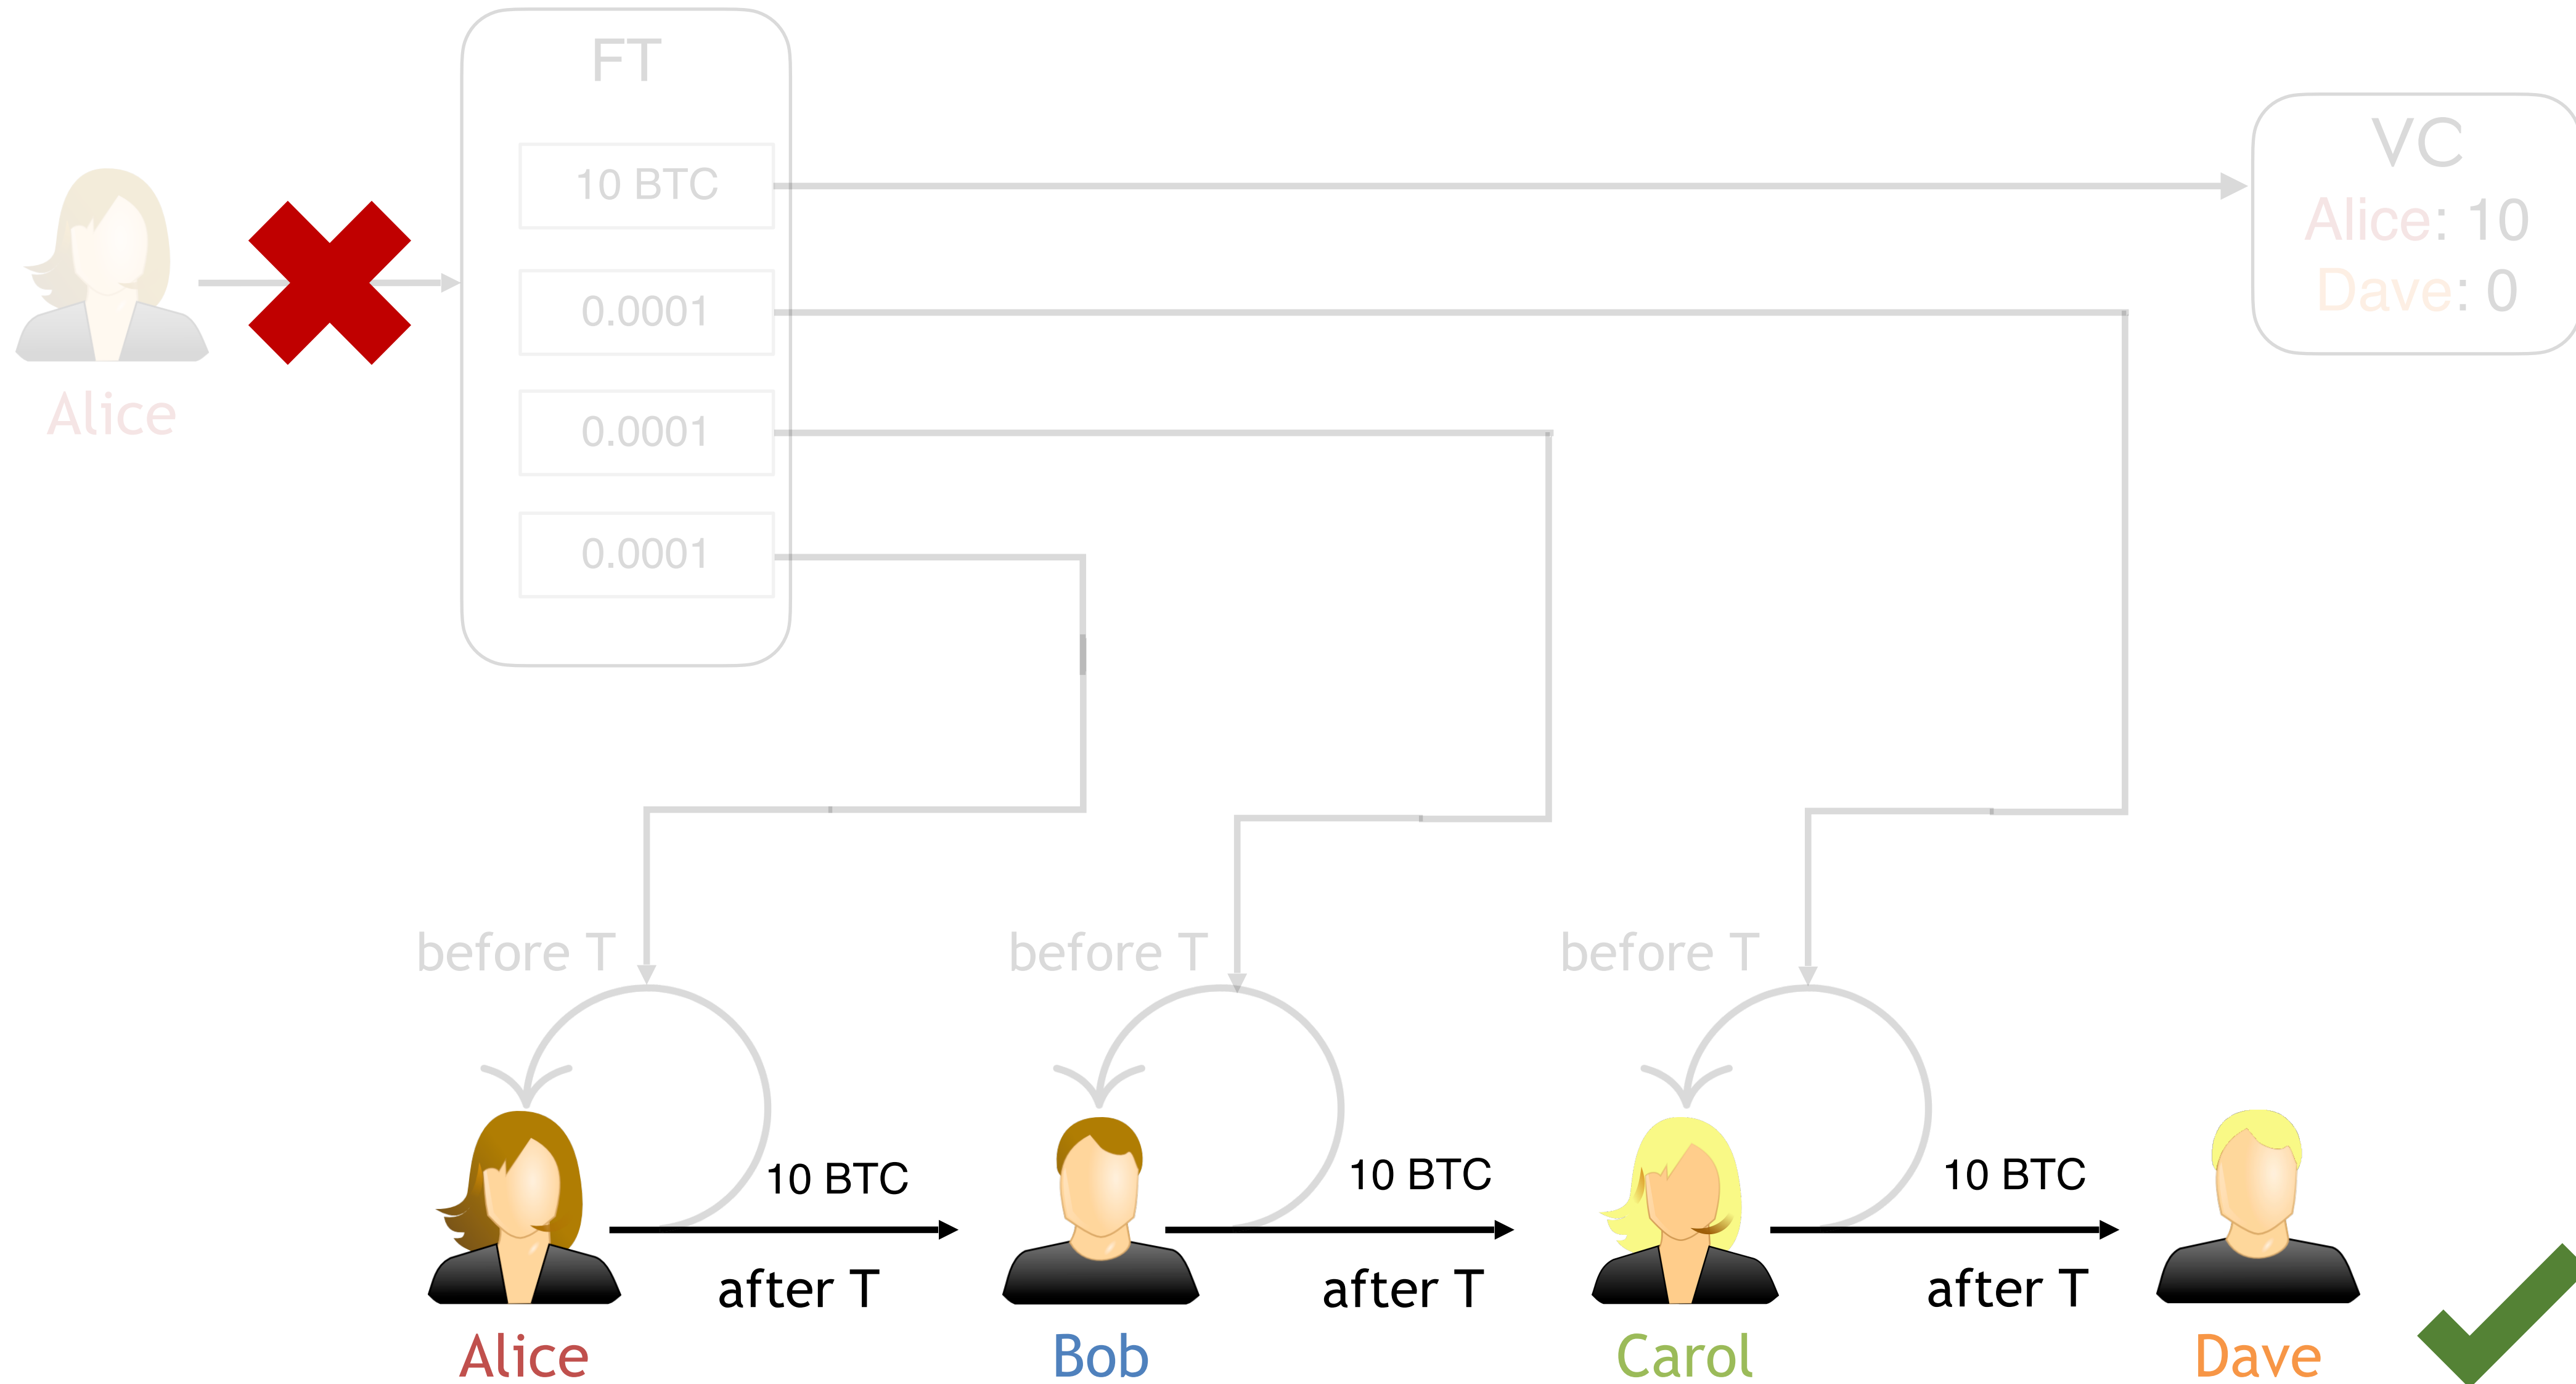 FT
10 BTC
0.0001
0.0001
0.0001
VC
Alice: 10
Dave: 0
Alice
before T
before T
before T
10 BTC
10 BTC
10 BTC
after T
after T
after T
Alice
Bob
Carol
Dave